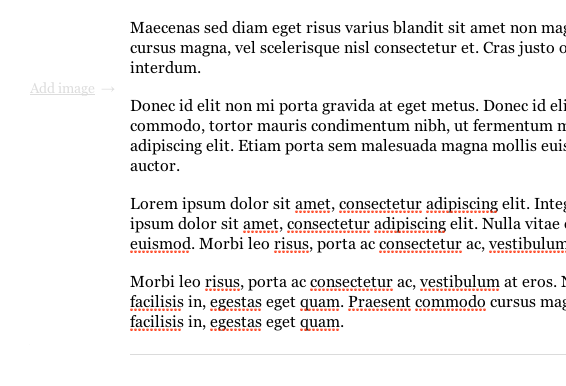 Maecenas sed diam eget risus varius blandit sit amet non
cursus magna, vel scelerisque nisl consectetur et. Cras justo
interdum.
Add image →
Donec id elit non mi porta gravida at eget metus. Donec id
commodo, tortor mauris condimentum nibh, ut fermentum
adipiscing elit. Etiam porta sem malesuada magna mollis
auctor.
Lorem ipsum dolor sit amet, consectetur adipiscing elit.
ipsum dolor sit amet, consectetur adipiscing elit. Nulla vitae
euismod. Morbi leo risus, porta ac consectetur ac, vestibulum
Morbi leo risus, porta ac consectetur ac, vestibulum at eros.
facilisis in, egestas eget quam. Praesent commodo cursus
facilisis in, egestas eget quam.